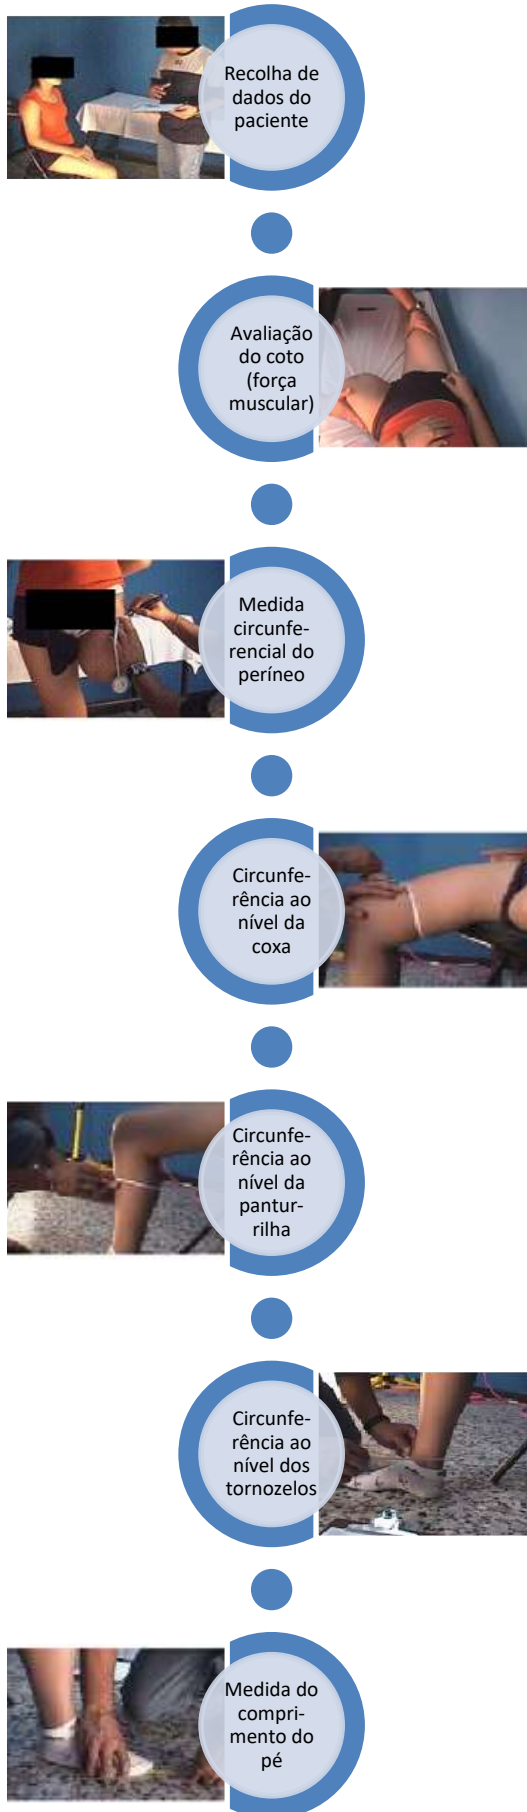 Recolha de
dados do
paciente
Avaliação
do coto
(força
muscular)
Medida
circunfe-
rencial do
períneo
Circunfe-
rência ao
nível da
coxa
Circunfe-
rência ao
nível da
pantur-
rilha
Circunfe-
rência ao
nível dos
tornozelos
Medida do
compri-
mento do
pé